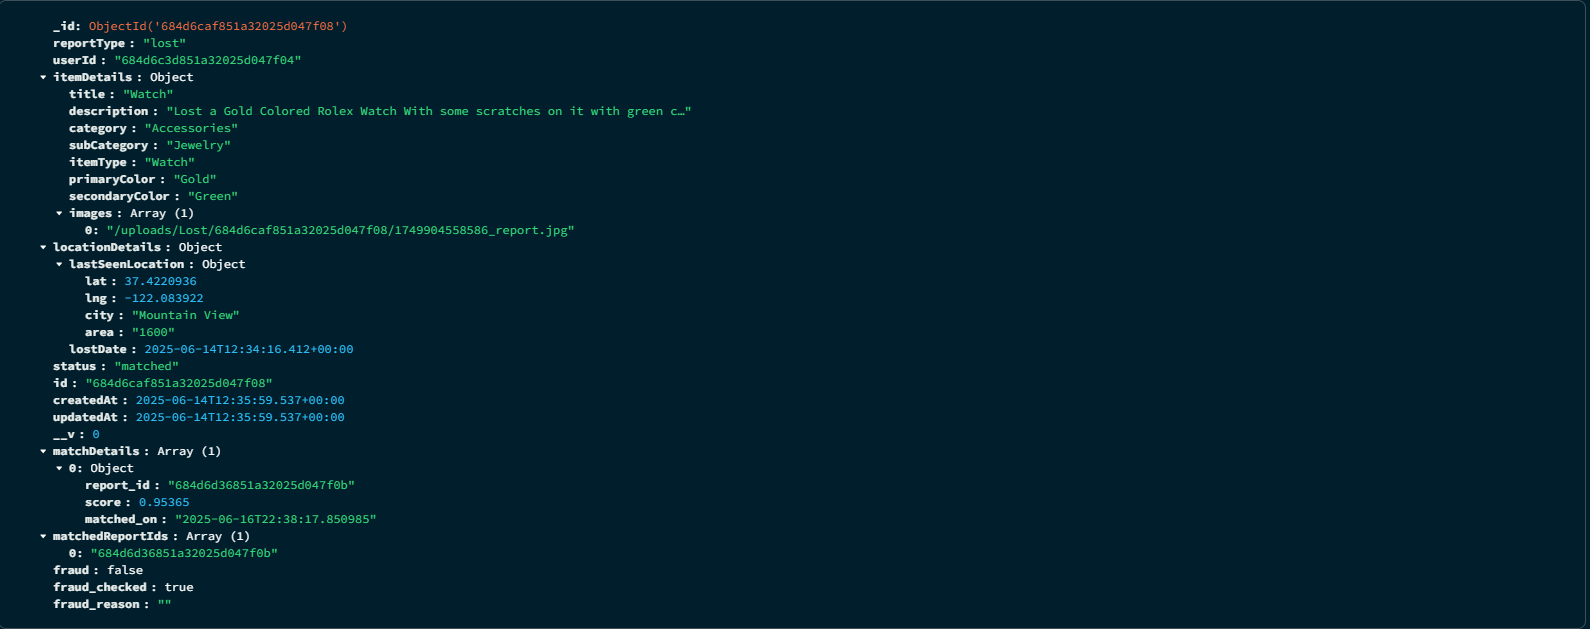 _id: ObjectId('684d6caf851a32025d047f08')
reportType : "lost"
userId : "684d6c3d851a32025d047f04"
itemDetails : Object
title : "Watch"
description : "Lost a Gold Colored Rolex Watch With some scratches on it with green c…"
category : "Accessories"
subCategory : "Jewelry"
itemType : "Watch"
primaryColor : "Gold"
secondaryColor : "Green"
images : Array (1)
0: "/uploads/Lost/684d6caf851a32025d047f08/1749904558586_report.jpg"
locationDetails : Object
lastSeenLocation : Object
lat : 37.4220936
lng : -122.083922
city : "Mountain View"
area : "1600"
lostDate : 2025-06-14T12:34:16.412+00:00
status : "matched"
id : "684d6caf851a32025d047f08"
createdAt : 2025-06-14T12:35:59.537+00:00
updatedAt : 2025-06-14T12:35:59.537+00:00
__v : 0
matchDetails : Array (1)
0: Object
report_id : "684d6d36851a32025d047f0b"
score : 0.95365
matched_on : "2025-06-16T22:38:17.850985"
matchedReportIds : Array (1)
0: "684d6d36851a32025d047f0b"
fraud : false
fraud_checked : true
fraud_reason : ""